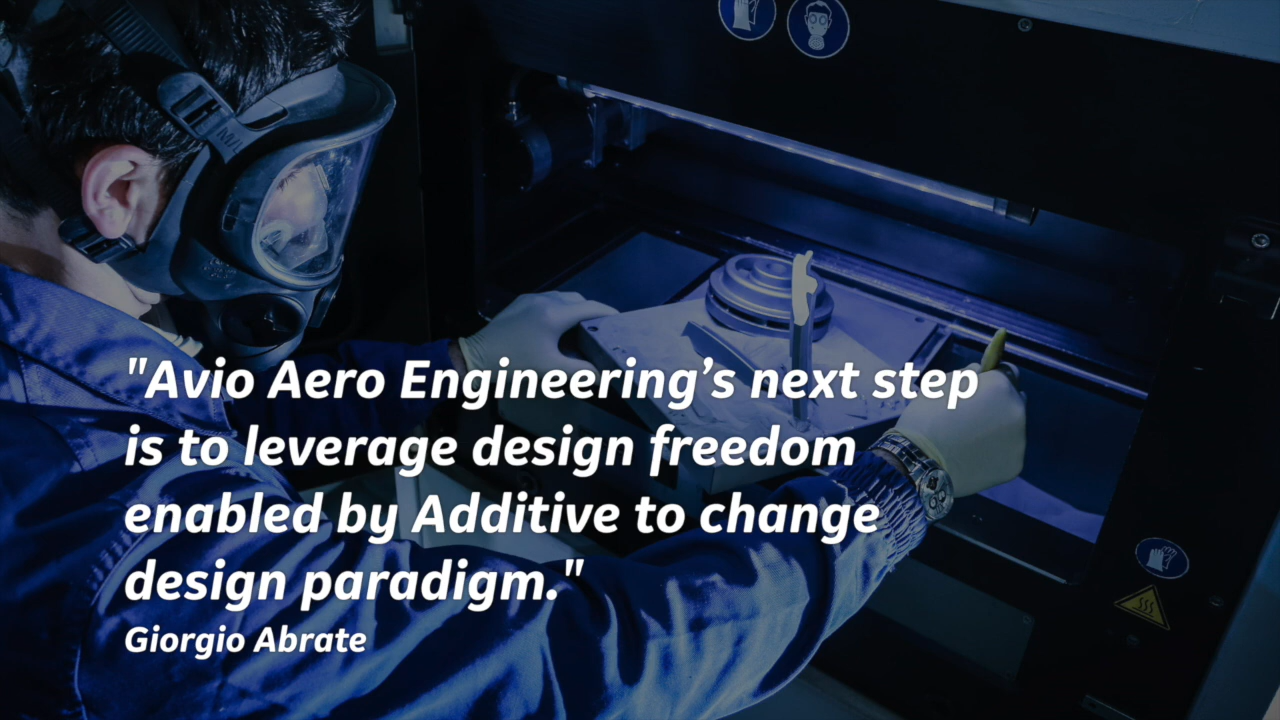 "Avio Aero Engineering’s next step
is to leverage design freedom
enabled by Additive to change
design paradigm."
Giorgio Abrate